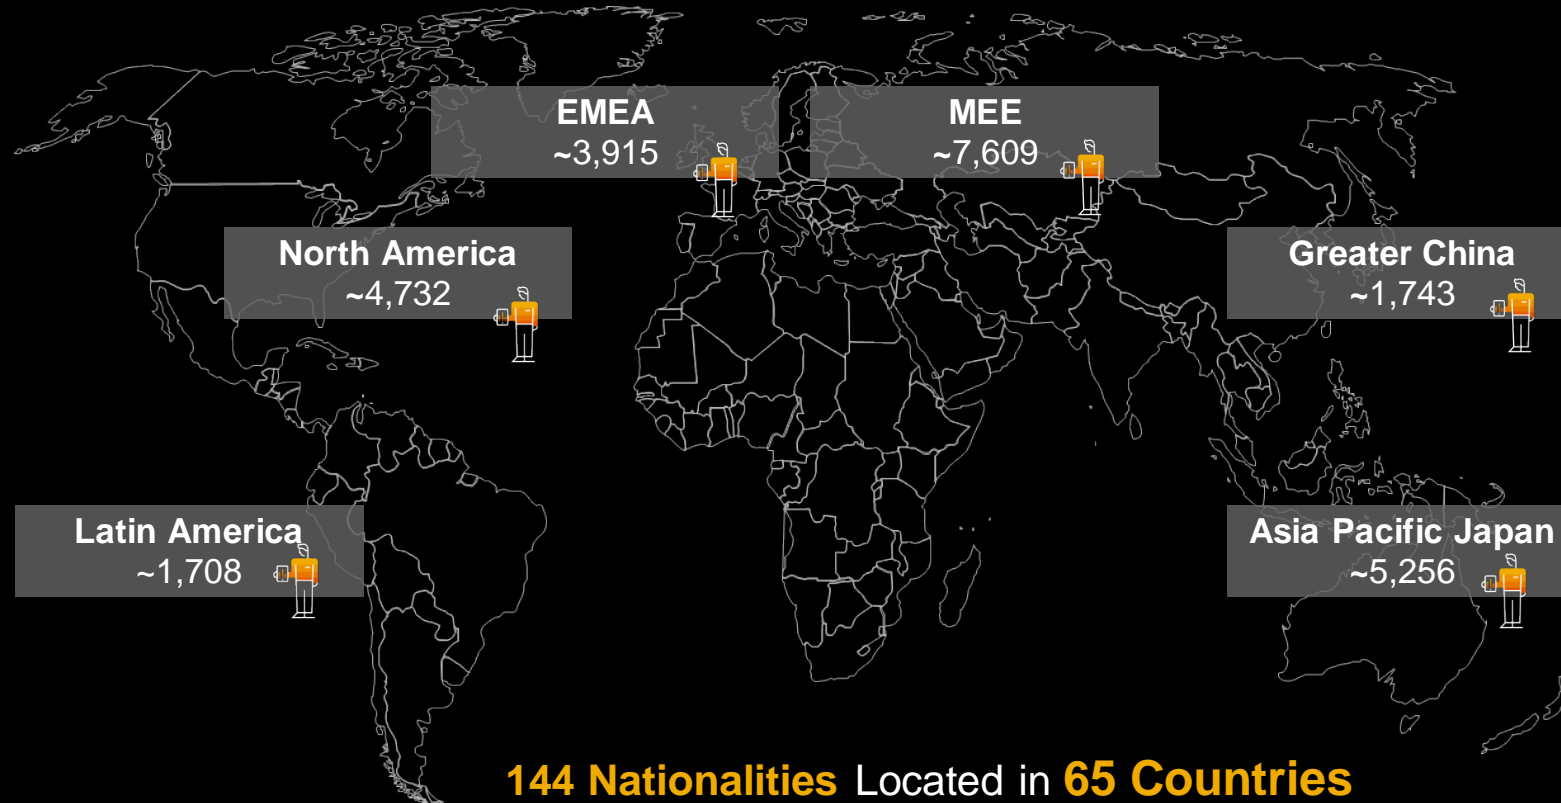 EMEA
~3,915
MEE
~7,609
North America
~4,732
Greater China
~1,743
Latin America
~1,708
Asia Pacific Japan
~5,256
144 Nationalities Located in 65 Countries